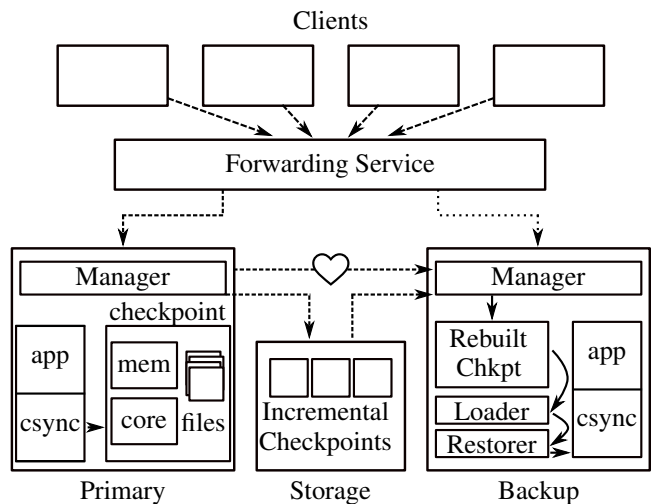 Clients
Forwarding Service
Manager
Manager
checkpoint
app
mem
csync
core
files
Incremental
Checkpoints
Rebuilt
Chkpt
Loader
Restorer
app
csync
Primary
Storage
Backup